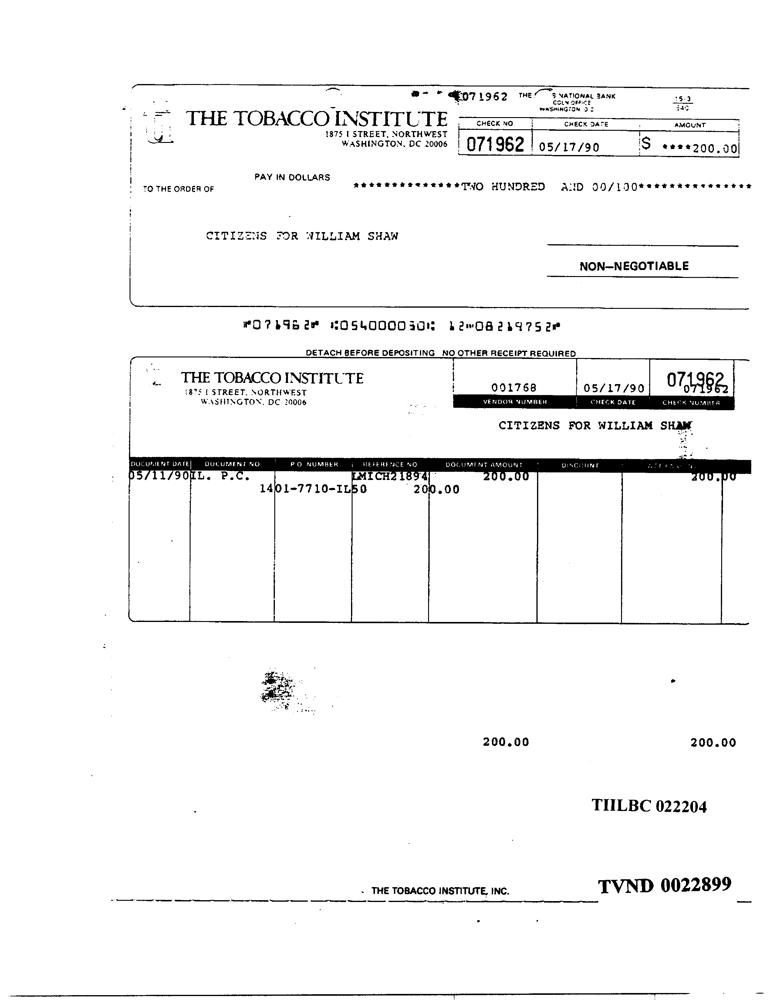 071962 THE S NATIONAL BANK
WASHINGTON D C
15-3
540
THE TOBACCO INSTITUTE
1875 I STREET, NORTHWEST
WASHINGTON, DC 20006
CHECK NO CHECK DATE AMOUNT
071962 05/17/90 $ ****200.00
PAY IN DOLLARS
TO THE ORDER OF
**************TWO HUNDRED AND 00/100***************
CITIZENS FOR WILLIAM SHAW
NON-NEGOTIABLE
⑈071962⑈ ⑆054000030⑆ 12⑈08219752⑈
DETACH BEFORE DEPOSITING NO OTHER RECEIPT REQUIRED
THE TOBACCO INSTITUTE
1875 I STREET, NORTHWEST
WASHINGTON, DC 20006
001768 05/17/90 071962
071962
VENDOR NUMBER CHECK DATE CHECK NUMBER
CITIZENS FOR WILLIAM SHAW
DOCUMENT DATE DOCUMENT NO. P O NUMBER REFERENCE NO DOCUMENT AMOUNT DISCOUNT
05/11/90 IL. P.C. LMICH21894 200.00 200.00
1401-7710-IL50 200.00
200.00 200.00
TIILBC 022204
THE TOBACCO INSTITUTE, INC.
TVND 0022899